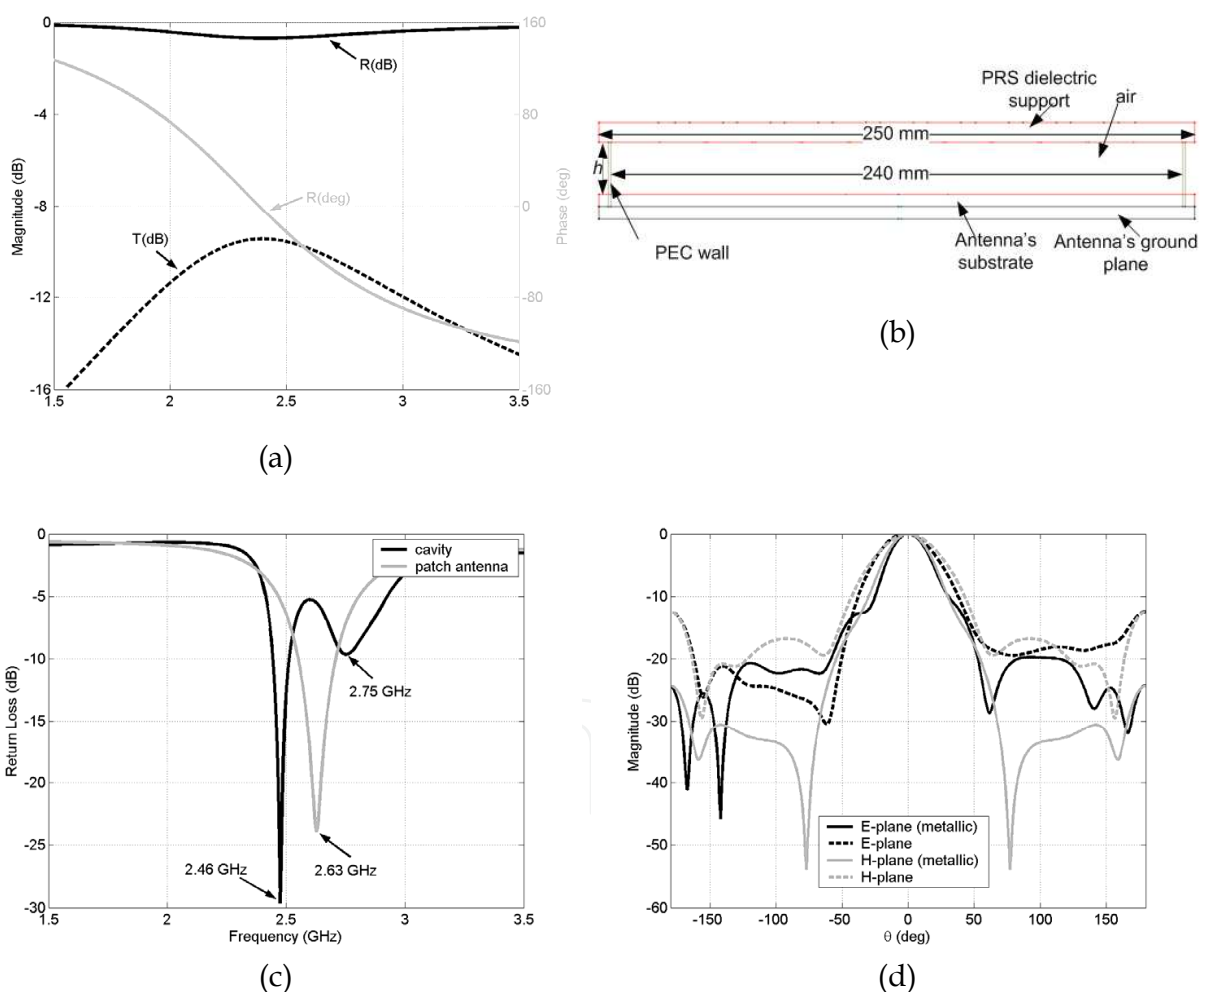 0
-4
-8
-12
-16
Magnitude (dB)
160
80
0
-80
-160
Phase (deg)
R(dB)
R(deg)
T(dB)
1.5
2
2.5
3
3.5
(a)
PRS dielectric
support
air
250 mm
h
240 mm
PEC wall
Antenna's
substrate
Antenna's ground
plane
(b)
0
-5
-10
-15
-20
-25
-30
Return Loss (dB)
cavity
patch antenna
2.75 GHz
2.46 GHz
2.63 GHz
1.5
2
2.5
3
3.5
Frequency (GHz)
(c)
0
-10
-20
-30
-40
-50
-60
Magnitude (dB)
E-plane (metallic)
E-plane
H-plane (metallic)
H-plane
-150
-100
-50
0
50
100
150
θ (deg)
(d)